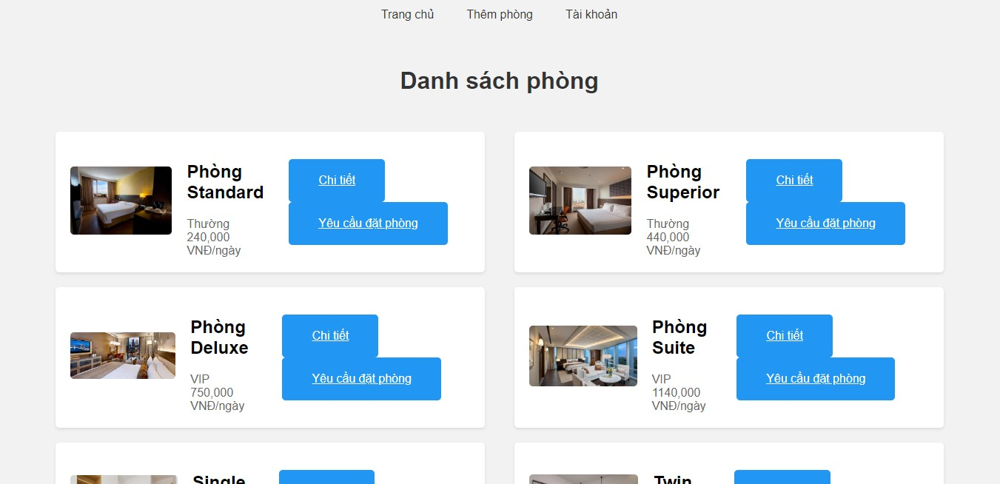 Trang chủ Thêm phòng Tài khoản
Danh sách phòng
Phòng
Standard
Thường
240,000
VNĐ/ngày
Chi tiết
Yêu cầu đặt phòng
Phòng
Superior
Thường
440,000
VNĐ/ngày
Chi tiết
Yêu cầu đặt phòng
Phòng
Deluxe
VIP
750,000
VNĐ/ngày
Chi tiết
Yêu cầu đặt phòng
Phòng
Suite
VIP
1140,000
VNĐ/ngày
Chi tiết
Yêu cầu đặt phòng
Single
Twin